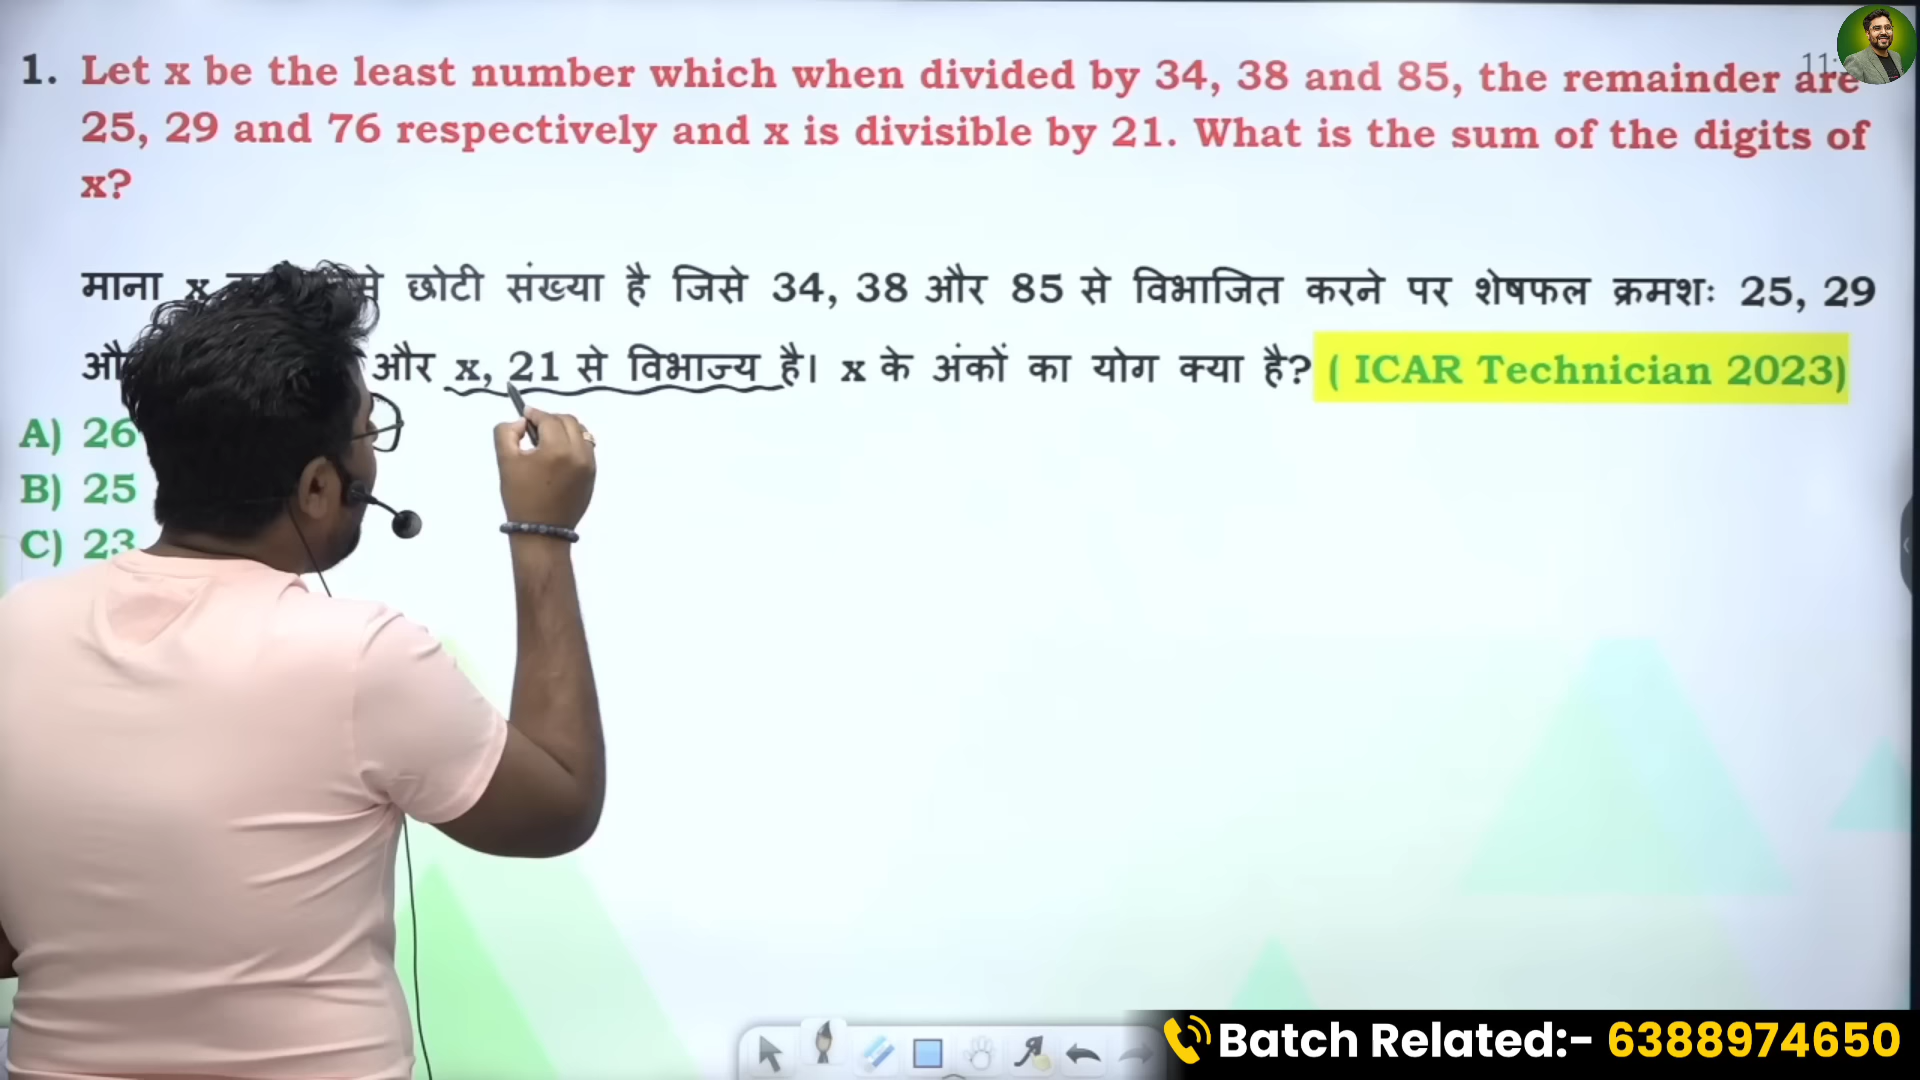 1. Let x be the least number which when divided by 34, 38 and 85, the remainder are
25, 29 and 76 respectively and x is divisible by 21. What is the sum of the digits of
x?
माना x से छोटी संख्या है जिसे 34, 38 और 85 से विभाजित करने पर शेषफल क्रमशः 25, 29
और x, 21 से विभाज्य है। x के अंकों का योग क्या है? ( ICAR Technician 2023)
A) 26
B) 25
C) 23
Batch Related:- 6388974650